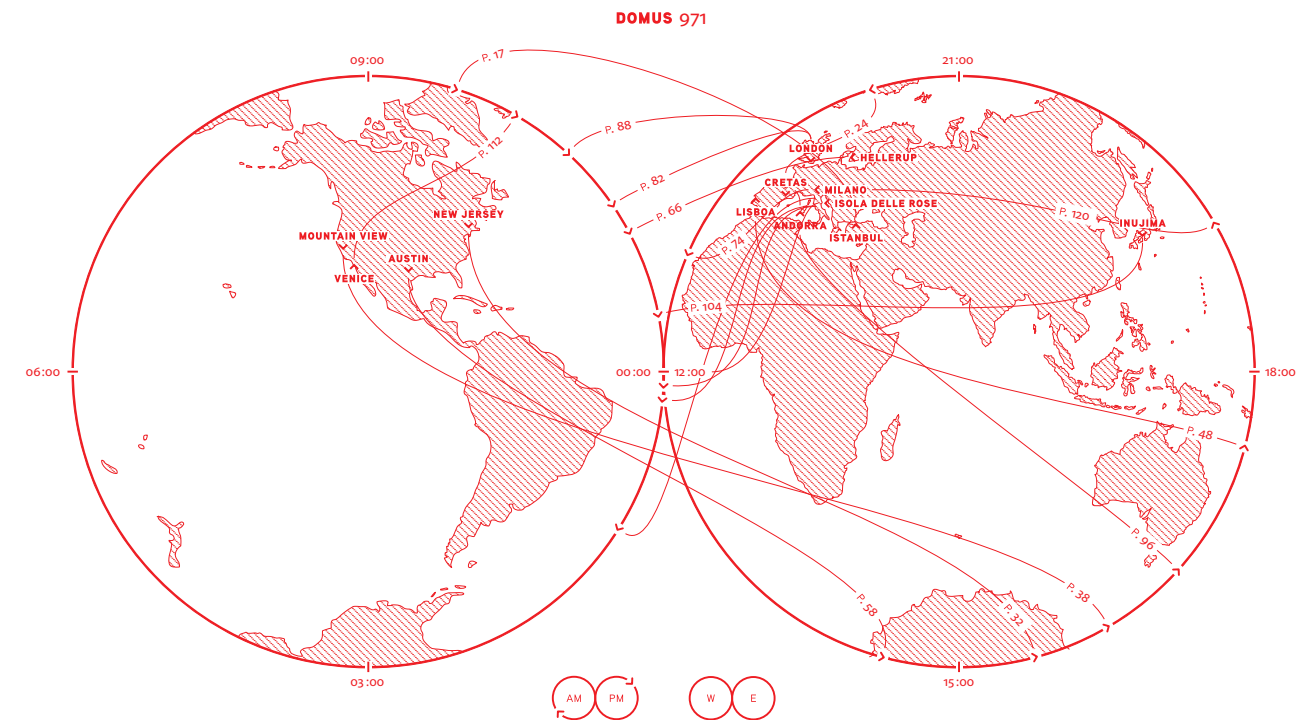 DOMUS 971
09:00
21:00
P. 17
P. 88
P. 24
P. 112
LONDON
HELLERUP
P. 82
CRETAS
MILANO
ISOLA DELLE ROSE
P. 66
NEW JERSEY
LISBOA
P. 120
INUJIMA
ANDORRA
ISTANBUL
MOUNTAIN VIEW
P. 74
AUSTIN
VENICE
P. 104
06:00
00:00
12:00
18:00
P. 48
P. 96
P. 38
P. 58
P. 32
03:00
15:00
AM
PM
W
E